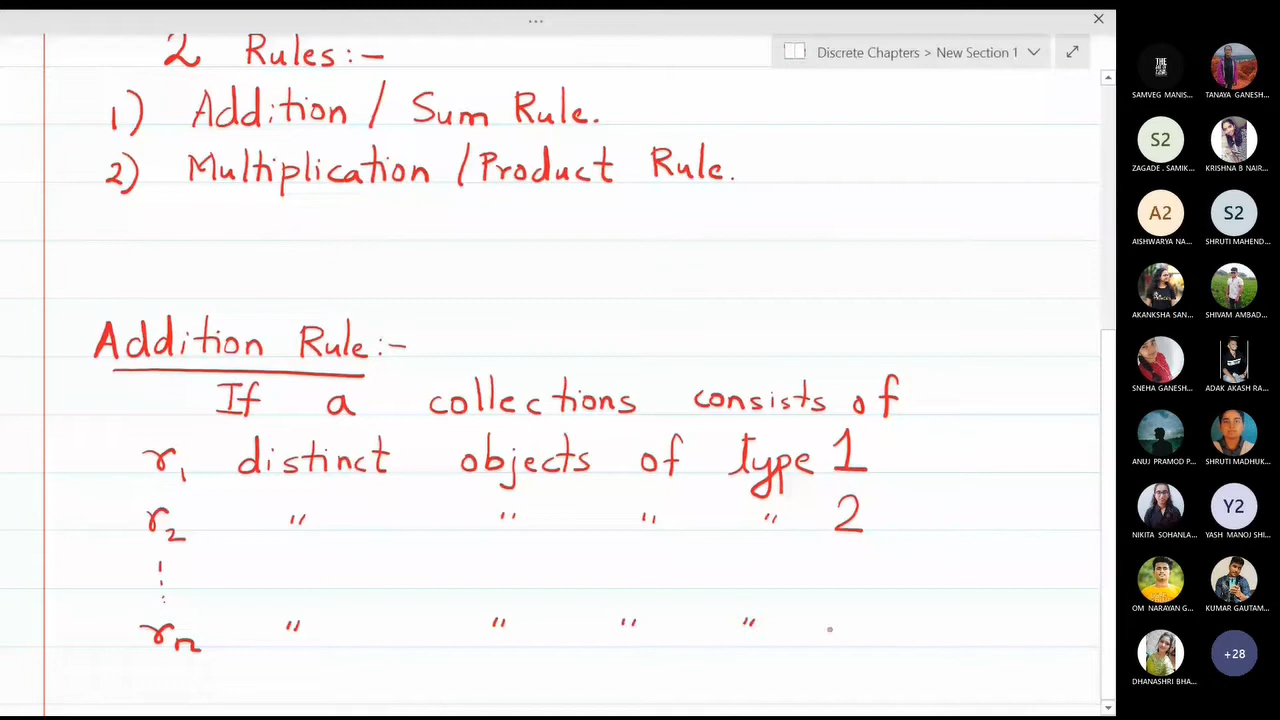 2 Rules:-
Discrete Chapters > New Section 1
1) Addition / Sum Rule.
2) Multiplication / Product Rule.
Addition Rule:-
If a collections consists of
r1 distinct objects of type 1
r2 " " " " 2
⋮
rn " " " "
THE
SAMVEG MANIS...
TANAYA GANESH...
S2
ZAGADE . SAMIK...
KRISHNA B NAIR...
A2
S2
AISHWARYA NA...
SHRUTI MAHEND...
AKANKSHA SAN...
SHIVAM AMBAD...
SNEHA GANESH...
ADAK AKASH RA...
ANUJ PRAMOD P...
SHRUTI MADHUK...
Y2
NIKITA SOHANLA...
YASH MANOJ SHI...
OM NARAYAN G...
KUMAR GAUTAM...
+28
DHANASHRI BHA...